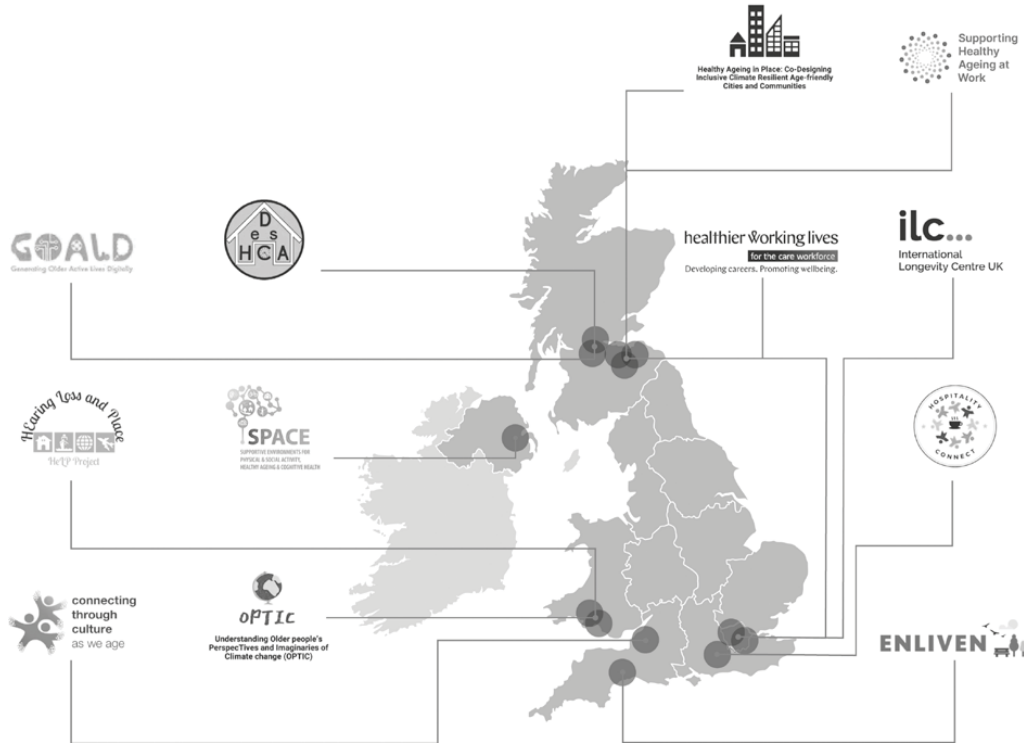 Healthy Ageing in Place: Co-Designing
Inclusive Climate Resilient Age-friendly
Cities and Communities
Supporting
Healthy
Ageing at
Work
GOALD
Generating Older Active Lives Digitally
D
es
HCA
healthier working lives
for the care workforce
Developing careers. Promoting wellbeing.
ilc...
International
Longevity Centre UK
HEaring Loss and Place
HeLP Project
SPACE
SUPPORTIVE ENVIRONMENTS FOR
PHYSICAL & SOCIAL ACTIVITY,
HEALTHY AGEING & COGNITIVE HEALTH
HOSPITALITY
CONNECT
connecting
through
culture
as we age
OPTIC
Understanding Older people's
PerspecTives and Imaginaries of
Climate change (OPTIC)
ENLIVEN